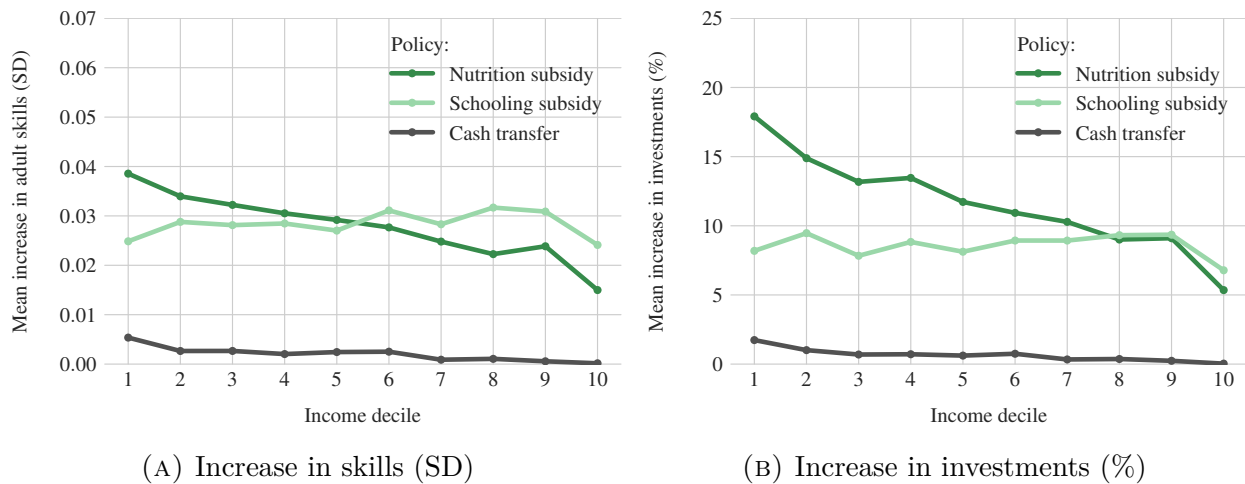 Mean increase in adult skills (SD)
0.07
0.06
0.05
0.04
0.03
0.02
0.01
0.00
Policy:
Nutrition subsidy
Schooling subsidy
Cash transfer
1 2 3 4 5 6 7 8 9 10
Income decile
(A) Increase in skills (SD)
Mean increase in investments (%)
25
20
15
10
5
0
Policy:
Nutrition subsidy
Schooling subsidy
Cash transfer
1 2 3 4 5 6 7 8 9 10
Income decile
(B) Increase in investments (%)